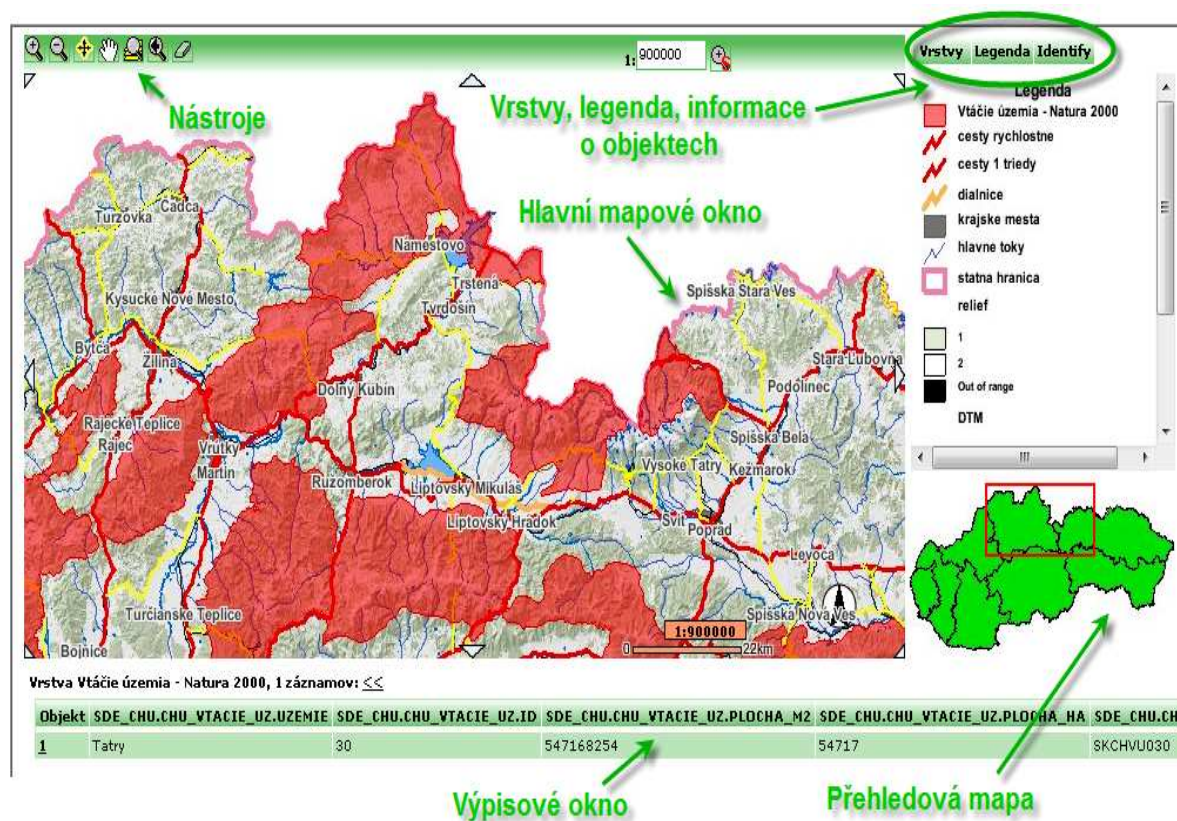 1: 900000
Vrstvy Legenda Identify
Nástroje
Vrstvy, legenda, informace
o objektech
Hlavní mapové okno
Legenda
Vtáčie územia - Natura 2000
cesty rychlostne
cesty 1 triedy
dialnice
krajske mesta
hlavne toky
statna hranica
relief
1
2
Out of range
DTM
Turzovka
Čadca
Námestovo
Trstená
Tvrdošín
Kysucké Nové Mesto
Spišská Stará Ves
Bytča
Žilina
Stará Ľubovňa
Dolný Kubín
Podolínec
Rajecké Teplice
Rajec
Vrútky
Martin
Spišská Belá
Vysoké Tatry
Kežmarok
Ružomberok
Liptovský Mikuláš
Liptovský Hrádok
Svit
Poprad
Levoča
Turčianske Teplice
Spišská Nová Ves
Bojnice
1:900000
0 22km
Vrstva Vtáčie územia - Natura 2000, 1 záznamov: <<
Objekt SDE_CHU.CHU_VTACIE_UZ.UZEMIE SDE_CHU.CHU_VTACIE_UZ.ID SDE_CHU.CHU_VTACIE_UZ.PLOCHA_M2 SDE_CHU.CHU_VTACIE_UZ.PLOCHA_HA SDE_CHU.CH
1 Tatry 30 547168254 54717 SKCHVU030
Výpisové okno
Přehledová mapa